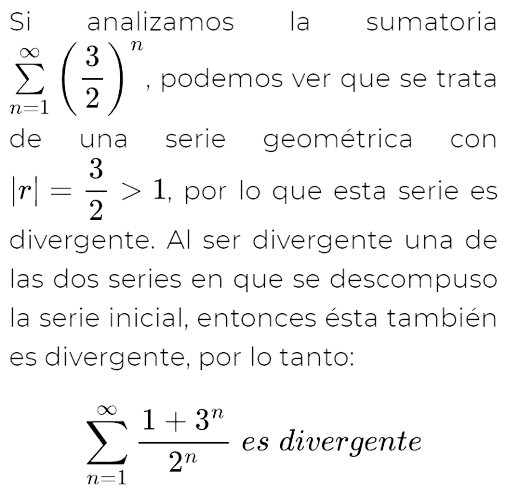 Si analizamos la sumatoria
$\sum_{n=1}^{\infty} \left(\frac{3}{2}\right)^n$, podemos ver que se trata
de una serie geométrica con
$|r| = \frac{3}{2} > 1$, por lo que esta serie es
divergente. Al ser divergente una de
las dos series en que se descompuso
la serie inicial, entonces ésta también
es divergente, por lo tanto:
$\sum_{n=1}^{\infty} \frac{1+3^n}{2^n}$ es divergente